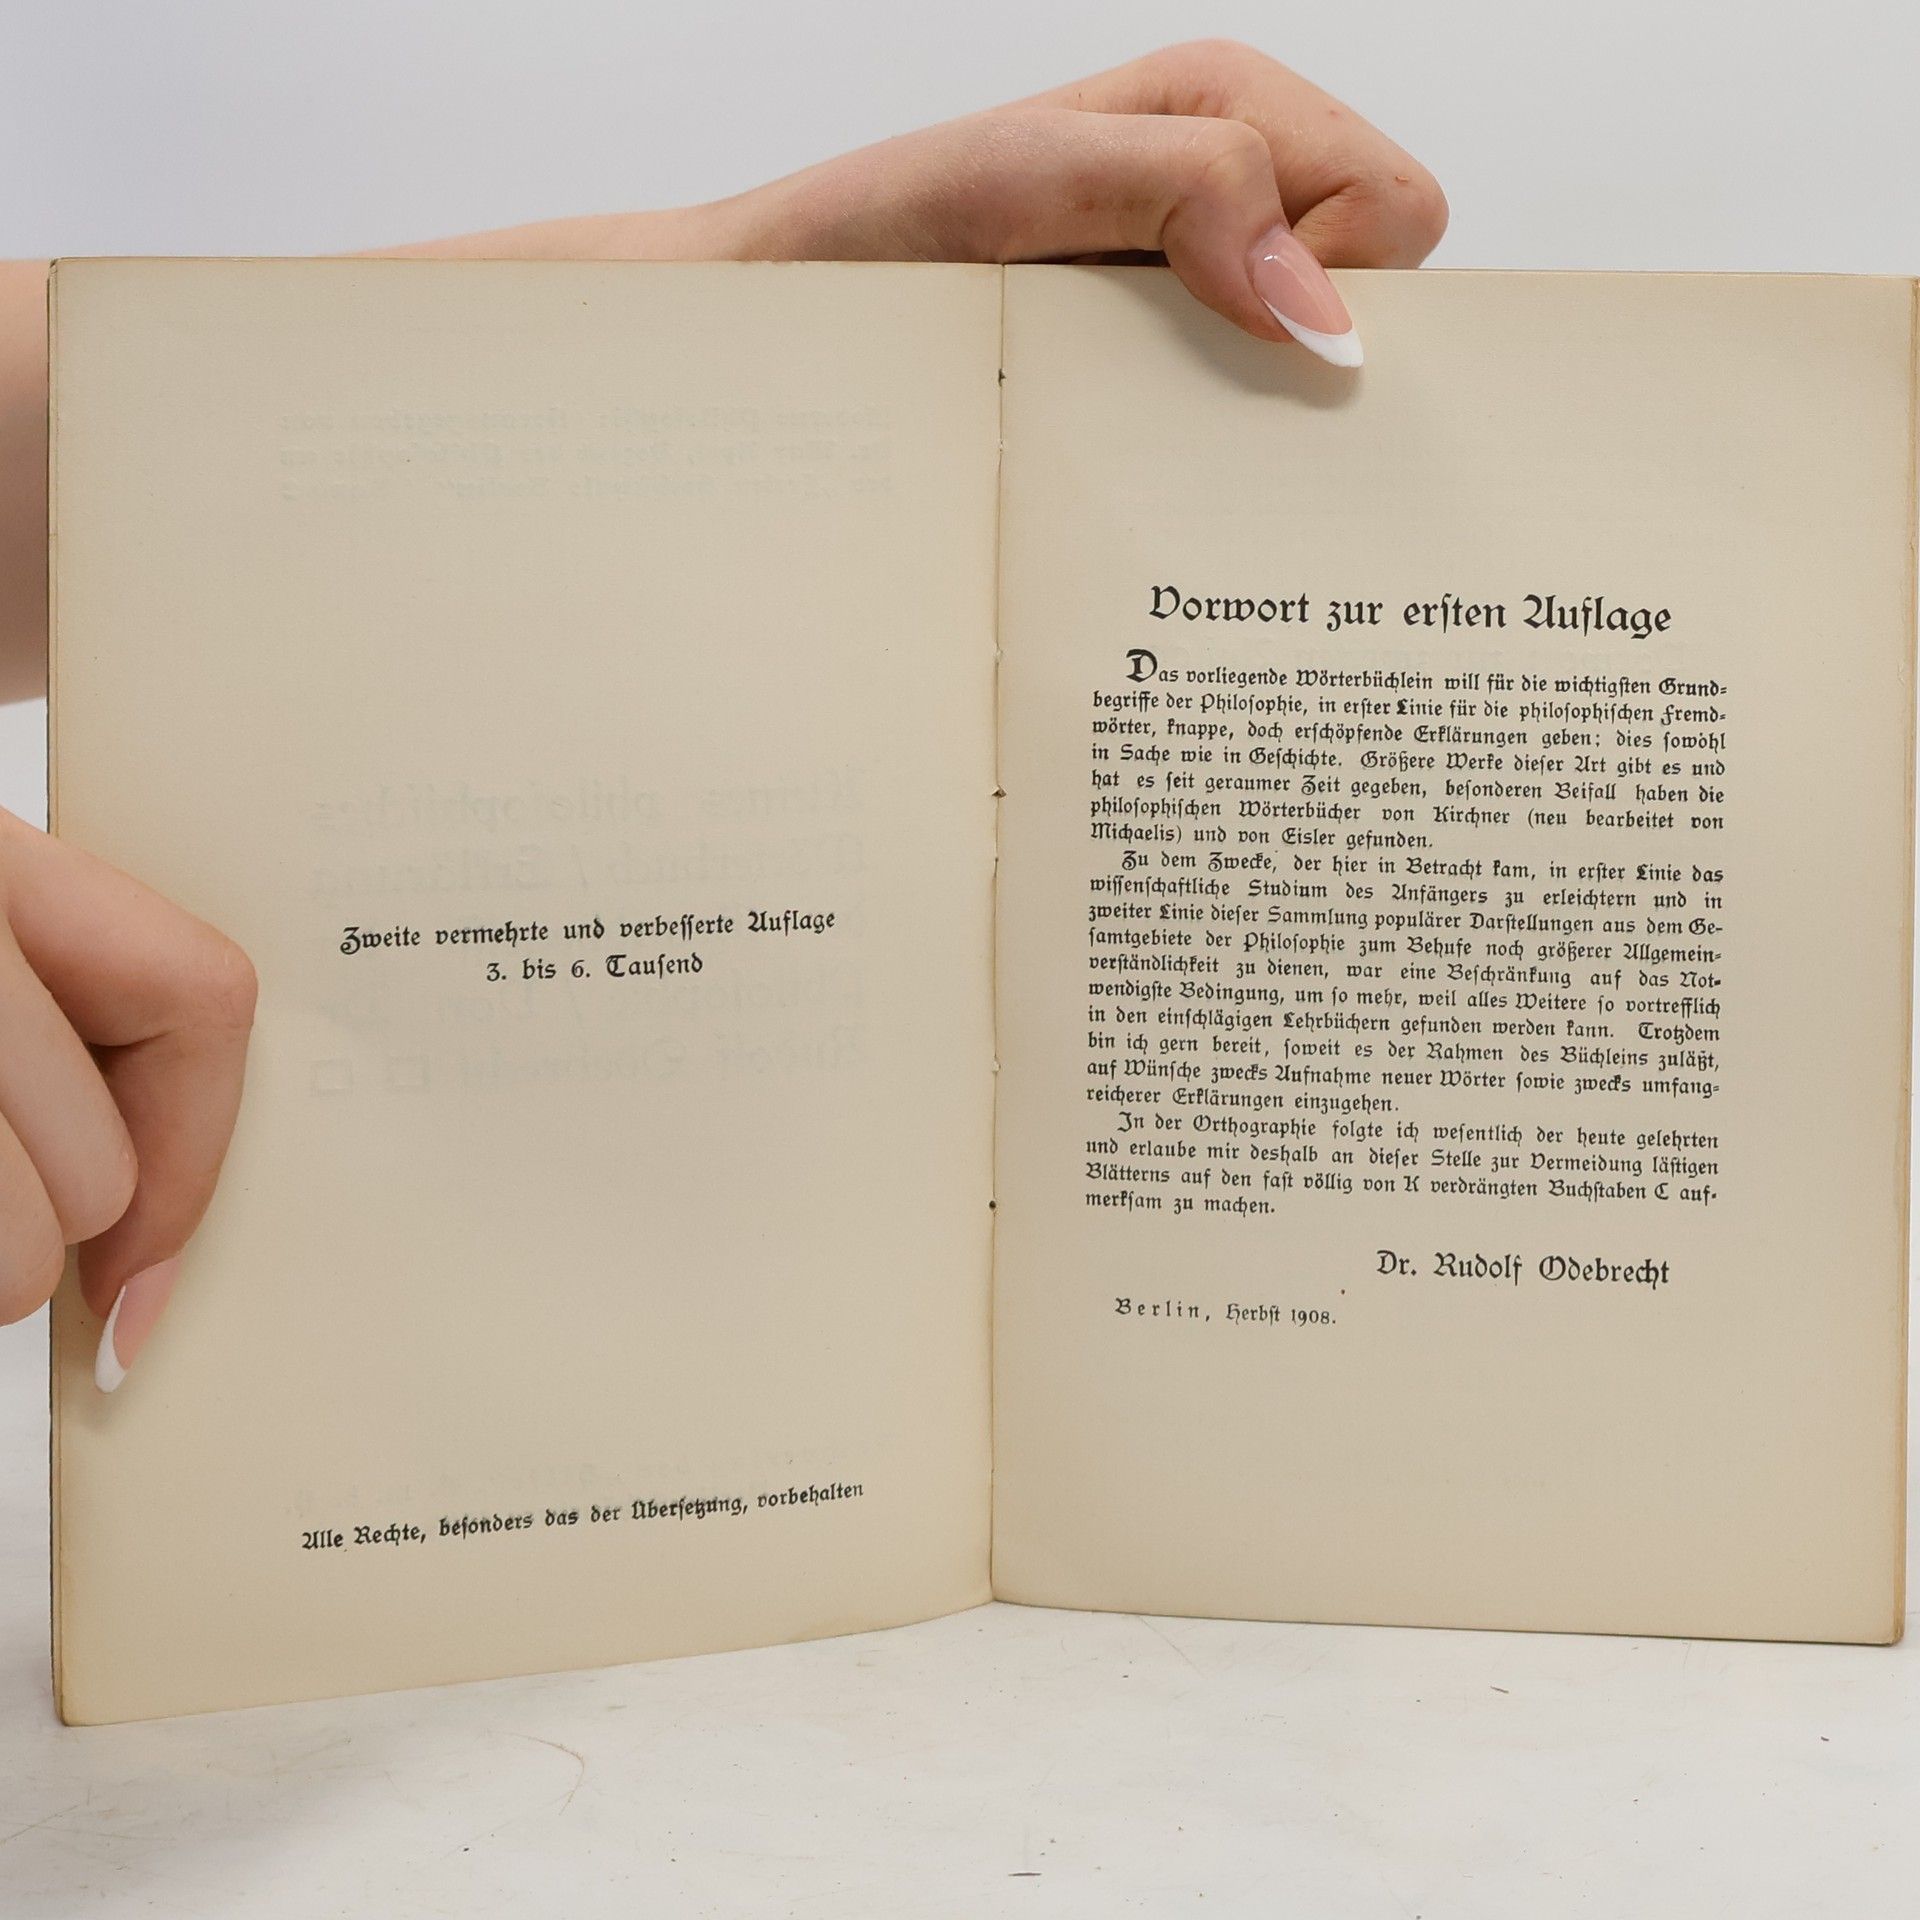 Zweite vermehrte und verbesserte Auflage
3. bis 6. Tausend
Alle Rechte, besonders das der Übersetzung, vorbehalten
Vorwort zur ersten Auflage
Das vorliegende Wörterbüchlein will für die wichtigsten Grund-
begriffe der Philosophie, in erster Linie für die philosophischen Fremd-
wörter, knappe, doch erschöpfende Erklärungen geben; dies sowohl
in Sache wie in Geschichte. Größere Werke dieser Art gibt es und
hat es seit geraumer Zeit gegeben, besonderen Beifall haben die
philosophischen Wörterbücher von Kirchner (neu bearbeitet von
Michaelis) und von Eisler gefunden.
Zu dem Zwecke, der hier in Betracht kam, in erster Linie das
wissenschaftliche Studium des Anfängers zu erleichtern und in
zweiter Linie dieser Sammlung populärer Darstellungen aus dem Ge-
samtgebiete der Philosophie zum Behufe noch größerer Allgemein-
verständlichkeit zu dienen, war eine Beschränkung auf das Not-
wendigste Bedingung, um so mehr, weil alles Weitere so vortrefflich
in den einschlägigen Lehrbüchern gefunden werden kann. Trotzdem
bin ich gern bereit, soweit es der Rahmen des Büchleins zuläßt,
auf Wünsche zwecks Aufnahme neuer Wörter sowie zwecks umfang-
reicherer Erklärungen einzugehen.
In der Orthographie folgte ich wesentlich der heute gelehrten
und erlaube mir deshalb an dieser Stelle zur Vermeidung lästigen
Blätterns auf den fast völlig von K verdrängten Buchstaben C auf-
merksam zu machen.
Dr. Rudolf Odebrecht
Berlin, Herbst 1908.